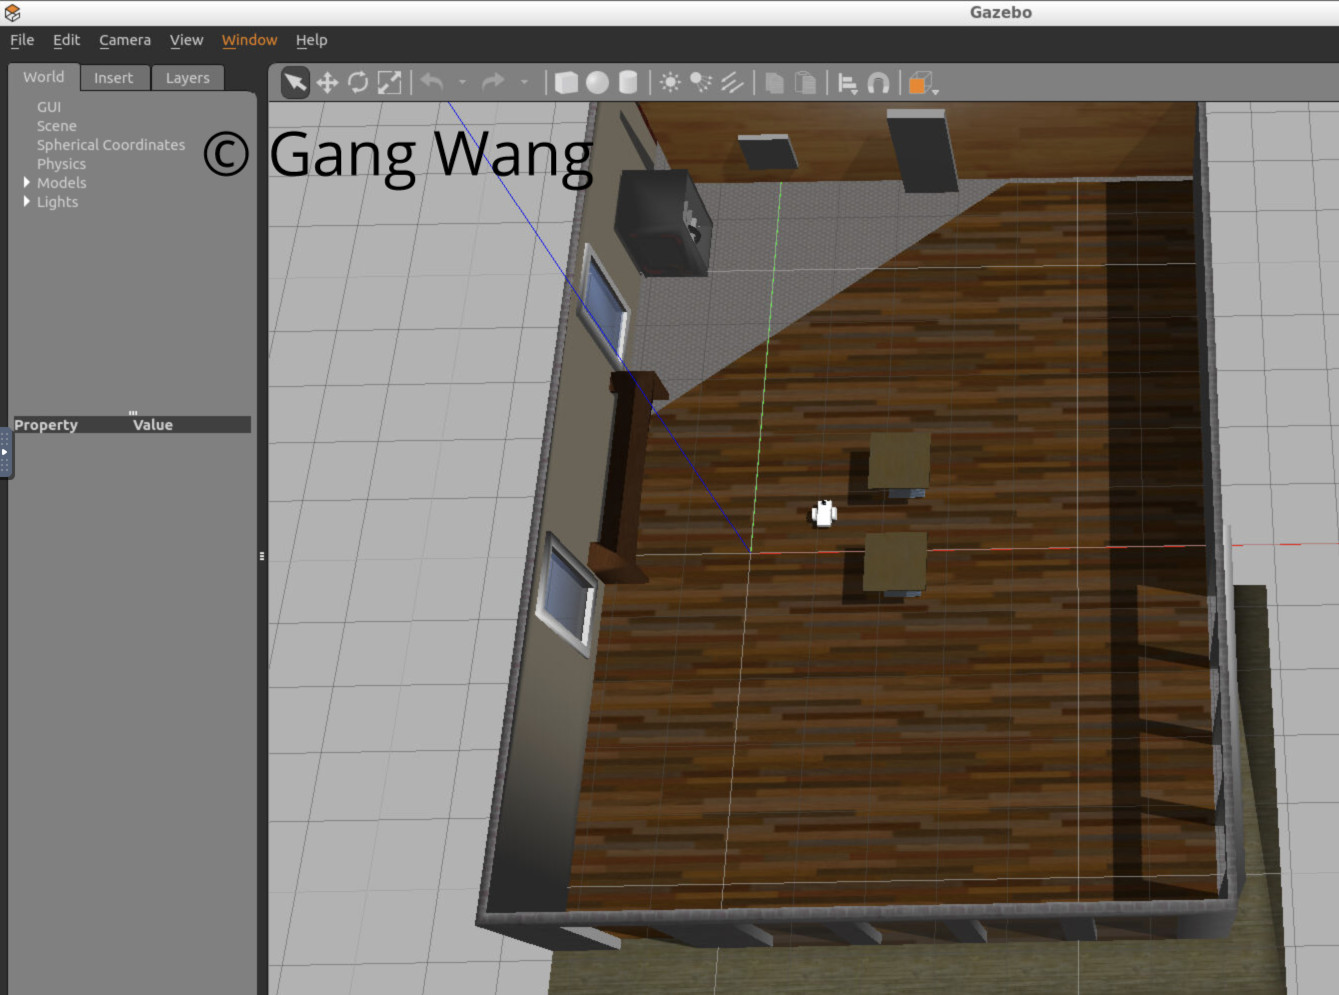 Gazebo
File Edit Camera View Window Help
World Insert Layers
GUI
Scene
Spherical Coordinates
Physics
Models
Lights
© Gang Wang
Property Value